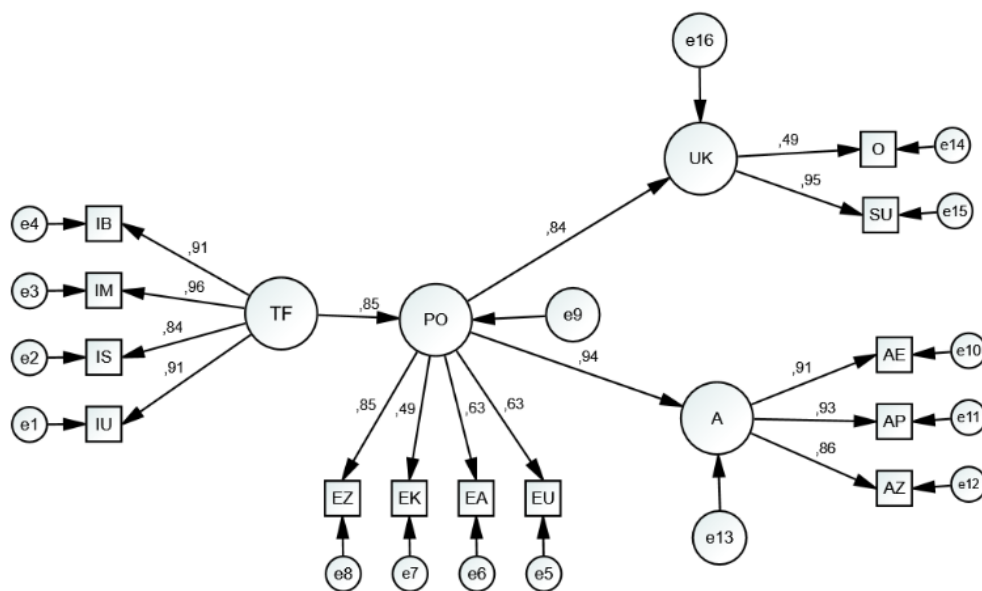 e16
UK
,49
O
e14
,95
SU
e15
e4
IB
,91
,84
e3
IM
,96
TF
,85
PO
e9
e2
IS
,84
,94
e1
IU
,91
,91
AE
e10
A
,93
AP
e11
,86
AZ
e12
,85
,49
,63
,63
EZ
EK
EA
EU
e8
e7
e6
e5
e13